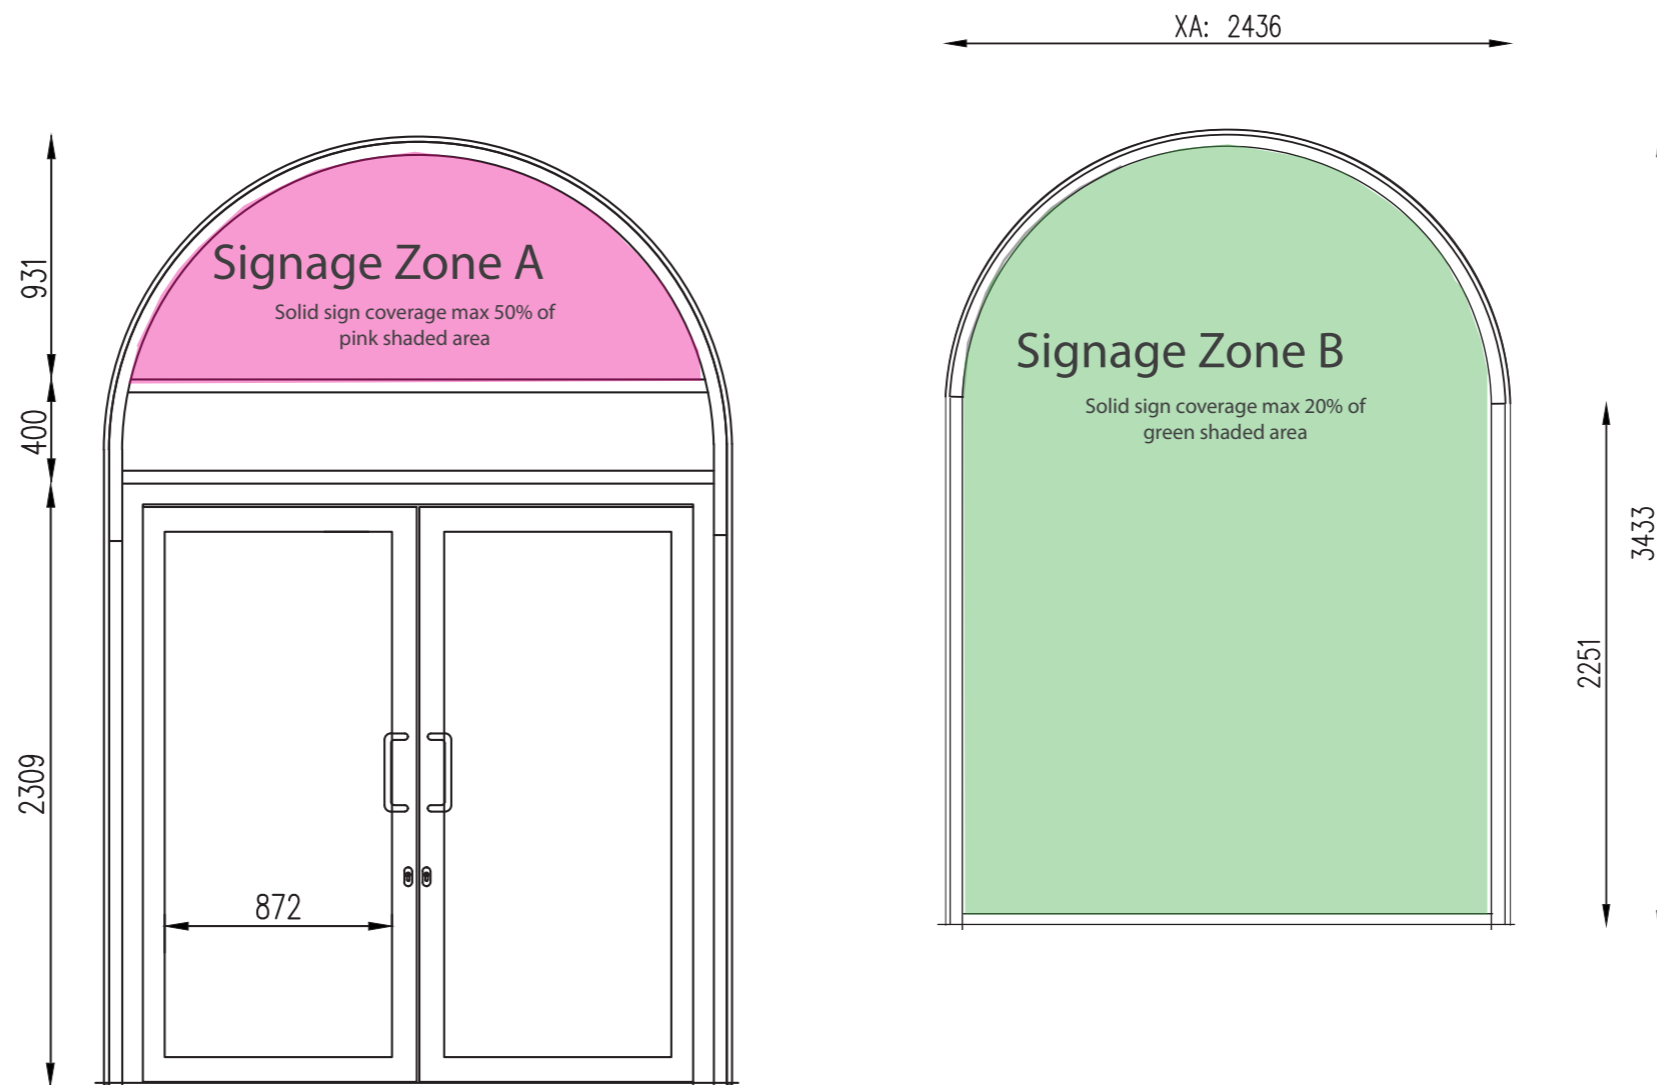 XA: 2436
931
Signage Zone A
Solid sign coverage max 50% of
pink shaded area
400
2309
872
Signage Zone B
Solid sign coverage max 20% of
green shaded area
2251
3433